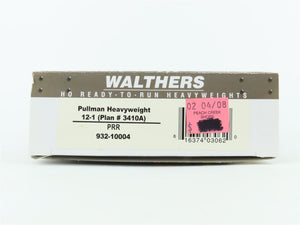 WALTHERS
HO READY-TO-RUN HEAVYWEIGHTS
Pullman Heavyweight
12-1 (Plan # 3410A)
PRR
932-10004
02 04/08
PEACH CREEK
SHOPS
16374 03062